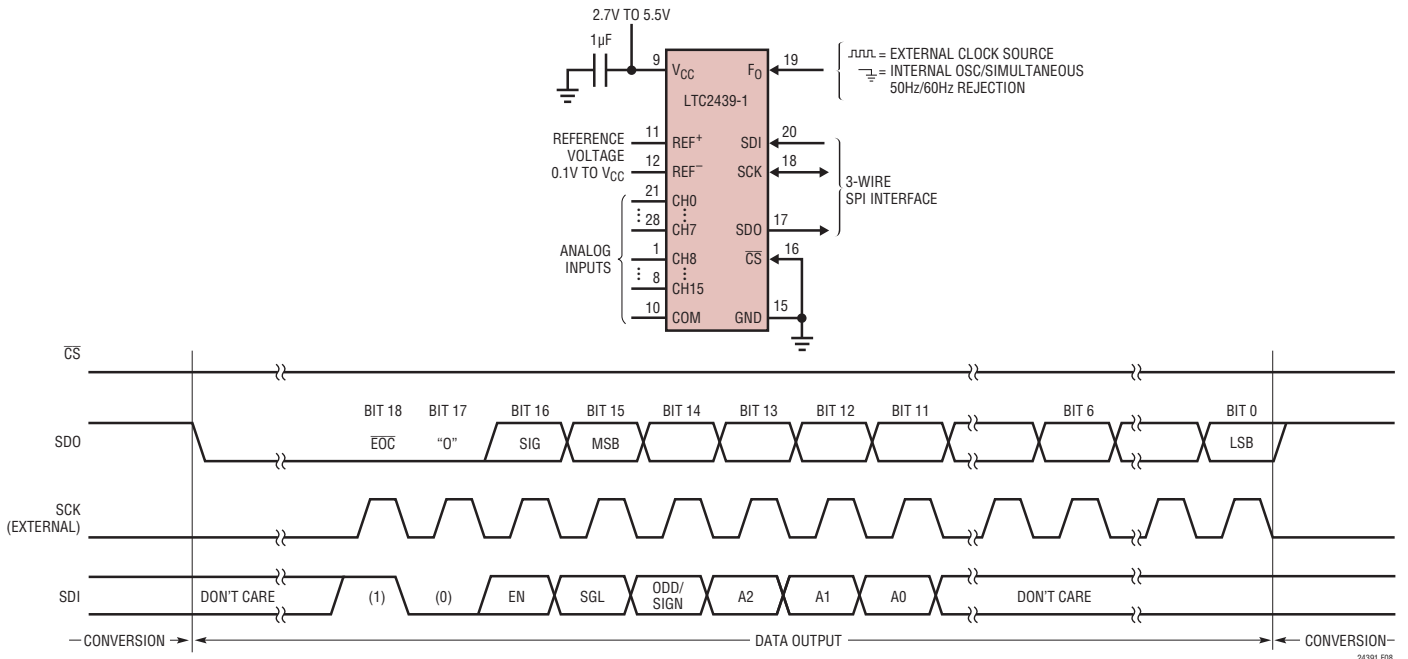 2.7V TO 5.5V
1µF
9
VCC
FO
19
= EXTERNAL CLOCK SOURCE
= INTERNAL OSC/SIMULTANEOUS
50Hz/60Hz REJECTION
LTC2439-1
REFERENCE
VOLTAGE
0.1V TO VCC
11
REF+
12
REF–
SDI
20
SCK
18
3-WIRE
SPI INTERFACE
SDO
17
CS
16
GND
15
ANALOG
INPUTS
21
CH0
28
CH7
1
CH8
8
CH15
10
COM
CS
BIT 18 BIT 17 BIT 16 BIT 15 BIT 14 BIT 13 BIT 12 BIT 11 BIT 6 BIT 0
SDO
EOC "0" SIG MSB LSB
SCK
(EXTERNAL)
SDI
DON'T CARE (1) (0) EN SGL ODD/
SIGN A2 A1 A0 DON'T CARE
CONVERSION DATA OUTPUT CONVERSION
24391 F08